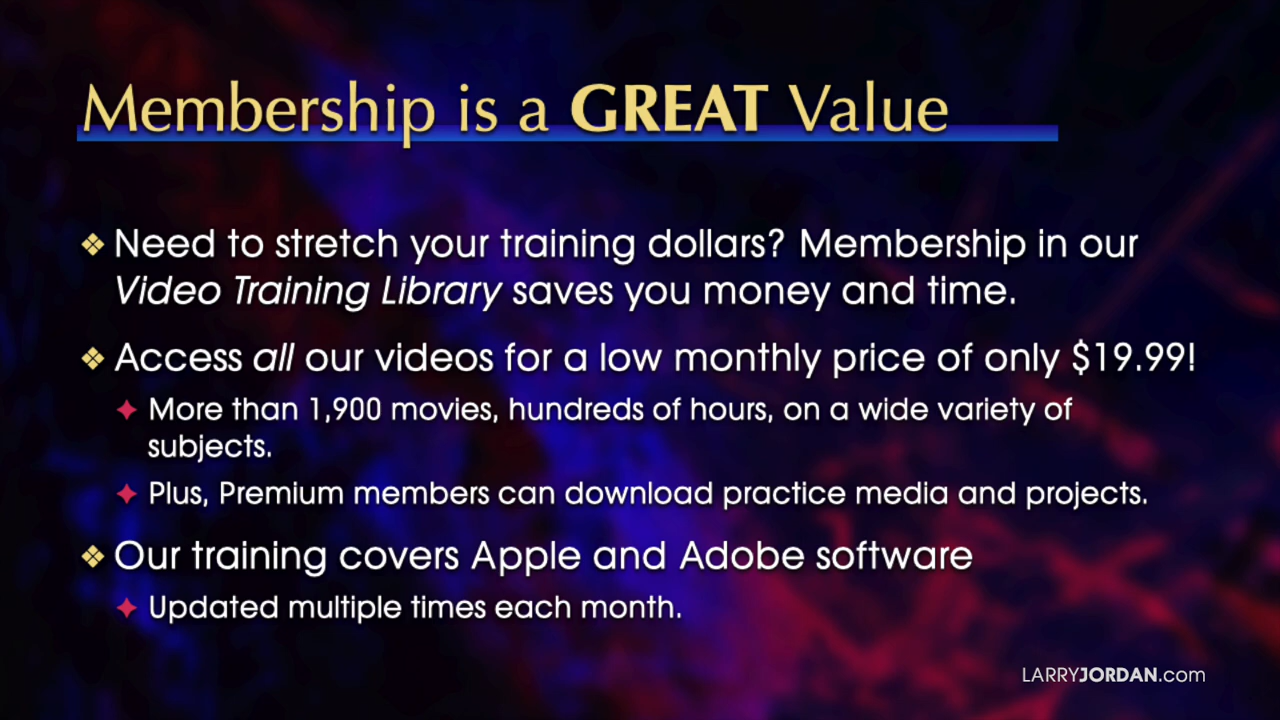 Membership is a GREAT Value
❖ Need to stretch your training dollars? Membership in our
Video Training Library saves you money and time.
❖ Access all our videos for a low monthly price of only $19.99!
✦ More than 1,900 movies, hundreds of hours, on a wide variety of
subjects.
✦ Plus, Premium members can download practice media and projects.
❖ Our training covers Apple and Adobe software
✦ Updated multiple times each month.
LARRYJORDAN.com